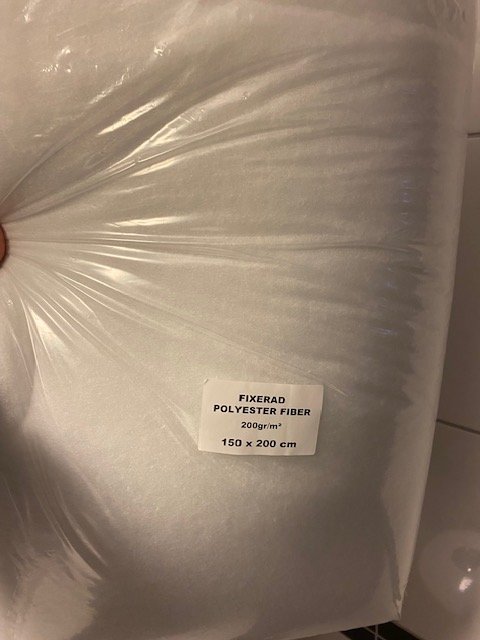 FIXERAD
POLYESTER FIBER
200gr/m²
150 x 200 cm